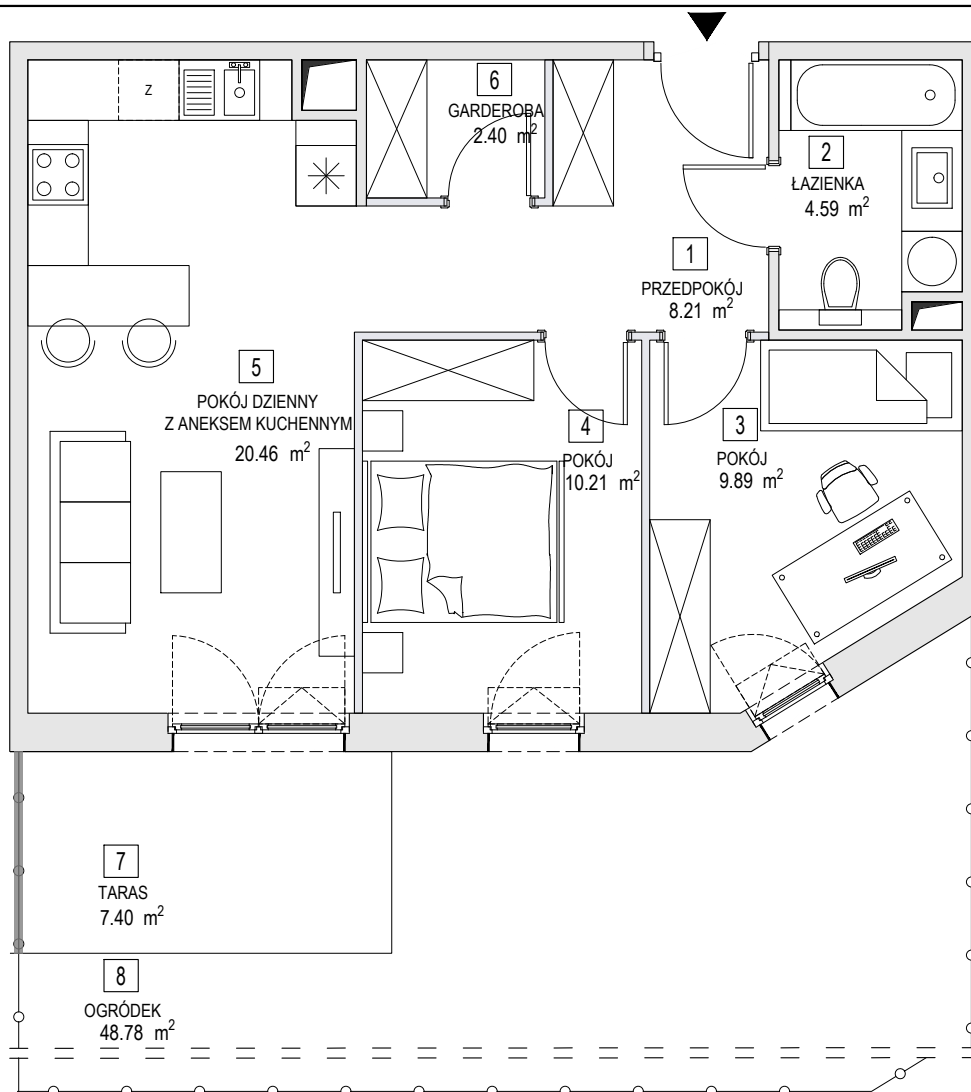 Z
6
GARDEROBA
2.40 m²
2
ŁAZIENKA
4.59 m²
1
PRZEDPOKÓJ
8.21 m²
5
POKÓJ DZIENNY
Z ANEKSEM KUCHENNYM
20.46 m²
4
POKÓJ
10.21 m²
3
POKÓJ
9.89 m²
7
TARAS
7.40 m²
8
OGRÓDEK
48.78 m²